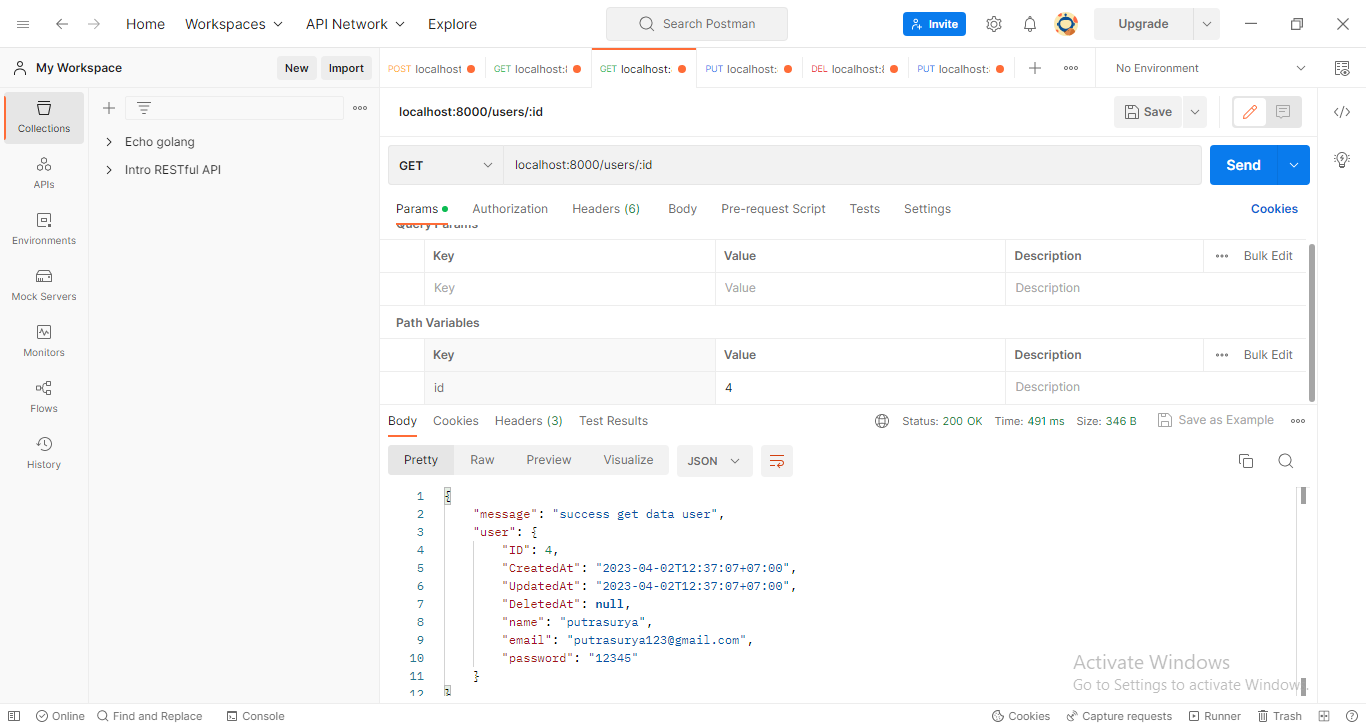 Home Workspaces API Network Explore Search Postman Invite Upgrade
My Workspace New Import POST localhost GET localhost:8 GET localhost: PUT localhost: DEL localhost:8 PUT localhost: No Environment
localhost:8000/users/:id Save
Collections
Echo golang
Intro RESTful API
GET localhost:8000/users/:id Send
APIs
Params Authorization Headers (6) Body Pre-request Script Tests Settings Cookies
Query Params
Environments
Key Value Description Bulk Edit
Key Value Description
Mock Servers
Path Variables
Monitors
Key Value Description Bulk Edit
id 4 Description
Flows
Body Cookies Headers (3) Test Results Status: 200 OK Time: 491 ms Size: 346 B Save as Example
History
Pretty Raw Preview Visualize JSON
1 {
2 "message": "success get data user",
3 "user": {
4 "ID": 4,
5 "CreatedAt": "2023-04-02T12:37:07+07:00",
6 "UpdatedAt": "2023-04-02T12:37:07+07:00",
7 "DeletedAt": null,
8 "name": "putrasurya",
9 "email": "putrasurya123@gmail.com",
10 "password": "12345"
11 }
12 }
Activate Windows
Go to Settings to activate Windows.
Online Find and Replace Console Cookies Capture requests Runner Trash